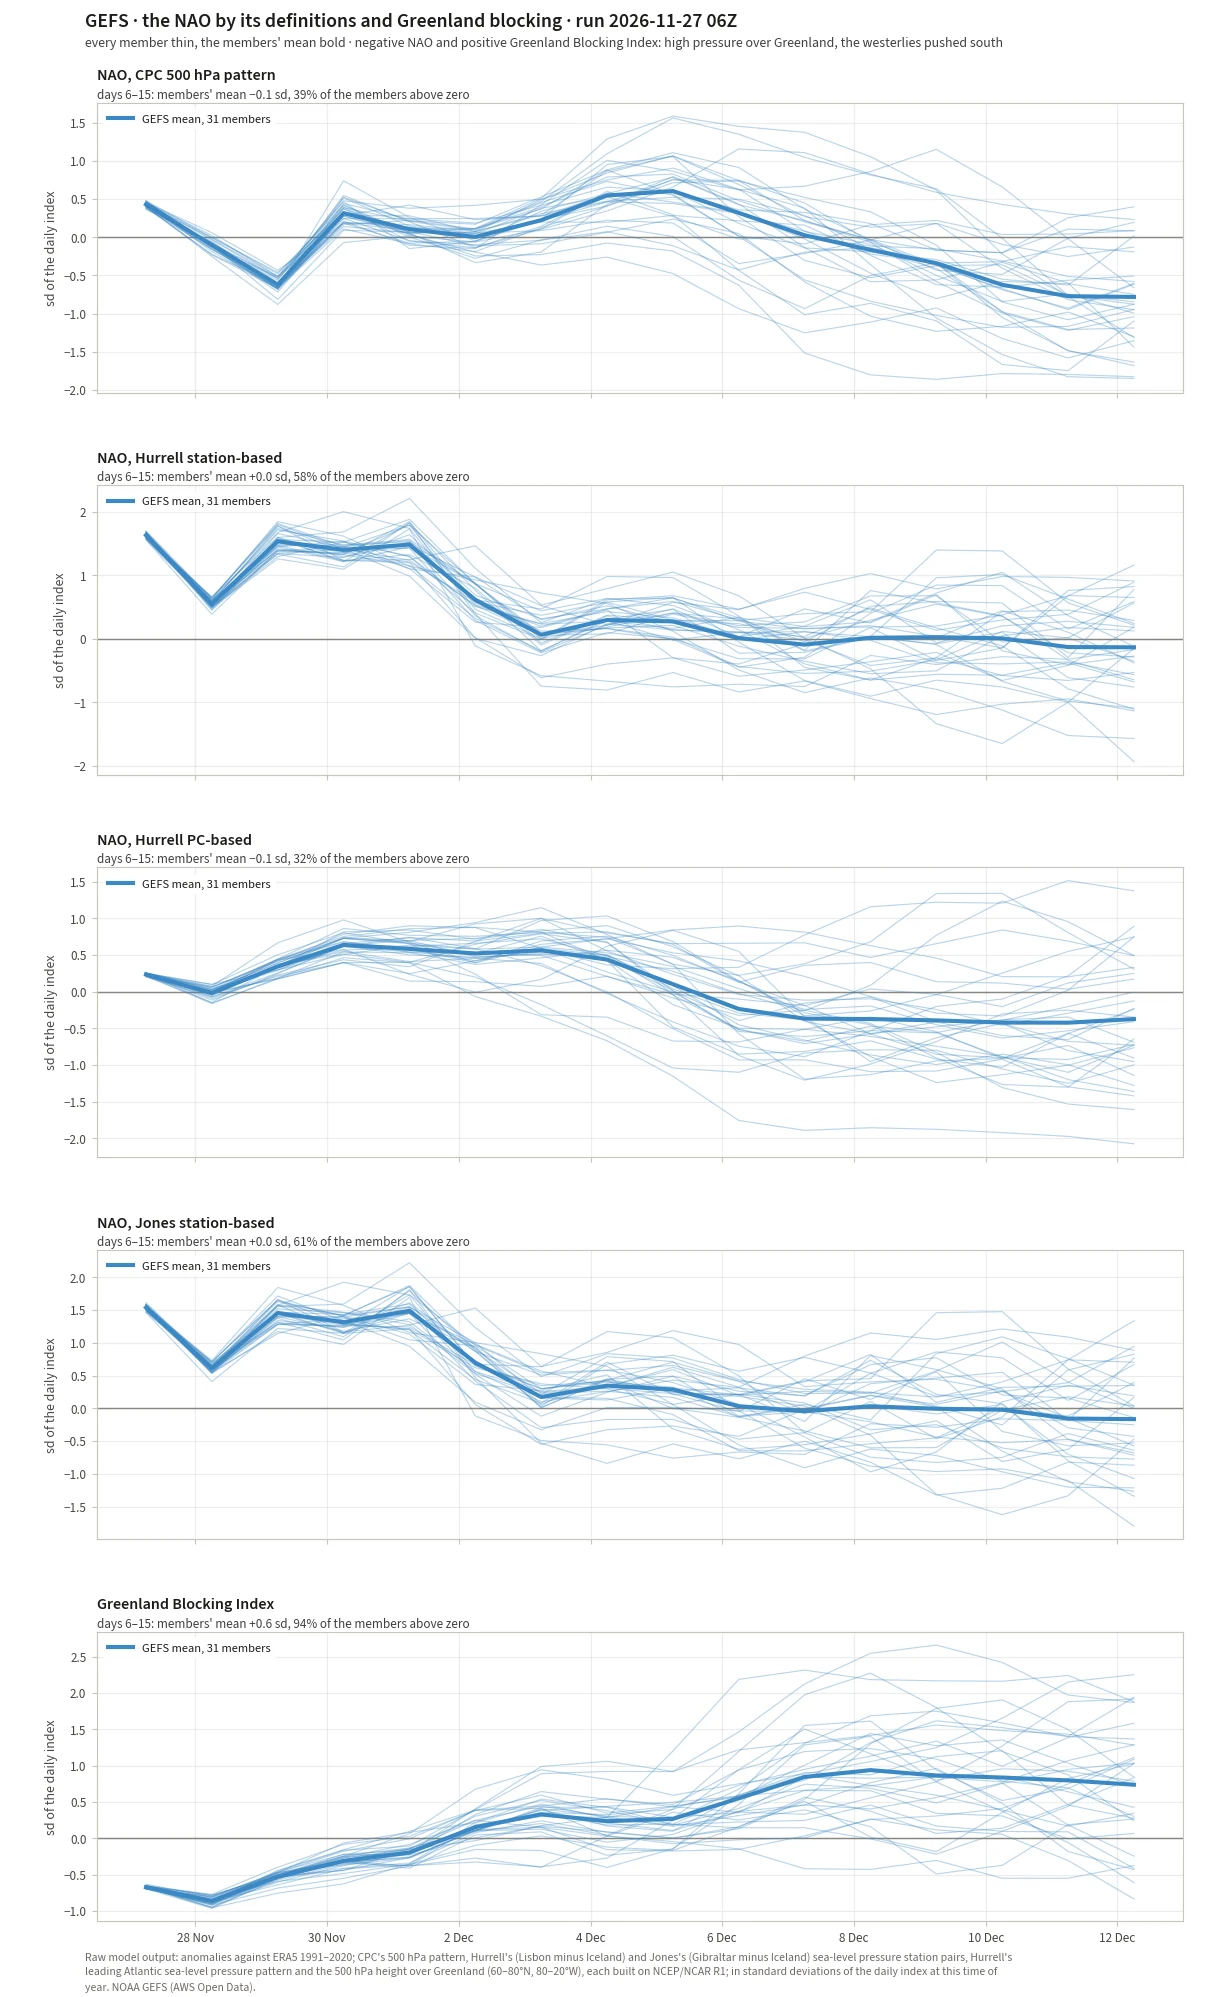 GEFS · the NAO by its definitions and Greenland blocking · run 2026-11-27 06Z
every member thin, the members' mean bold · negative NAO and positive Greenland Blocking Index: high pressure over Greenland, the westerlies pushed south
NAO, CPC 500 hPa pattern
days 6–15: members' mean −0.1 sd, 39% of the members above zero
GEFS mean, 31 members
1.5
1.0
0.5
0.0
−0.5
−1.0
−1.5
−2.0
sd of the daily index
NAO, Hurrell station-based
days 6–15: members' mean +0.0 sd, 58% of the members above zero
GEFS mean, 31 members
2
1
0
−1
−2
sd of the daily index
NAO, Hurrell PC-based
days 6–15: members' mean −0.1 sd, 32% of the members above zero
GEFS mean, 31 members
1.5
1.0
0.5
0.0
−0.5
−1.0
−1.5
−2.0
sd of the daily index
NAO, Jones station-based
days 6–15: members' mean +0.0 sd, 61% of the members above zero
GEFS mean, 31 members
2.0
1.5
1.0
0.5
0.0
−0.5
−1.0
−1.5
sd of the daily index
Greenland Blocking Index
days 6–15: members' mean +0.6 sd, 94% of the members above zero
GEFS mean, 31 members
2.5
2.0
1.5
1.0
0.5
0.0
−0.5
−1.0
sd of the daily index
28 Nov 30 Nov 2 Dec 4 Dec 6 Dec 8 Dec 10 Dec 12 Dec
Raw model output: anomalies against ERA5 1991–2020; CPC's 500 hPa pattern, Hurrell's (Lisbon minus Iceland) and Jones's (Gibraltar minus Iceland) sea-level pressure station pairs, Hurrell's
leading Atlantic sea-level pressure pattern and the 500 hPa height over Greenland (60–80°N, 80–20°W), each built on NCEP/NCAR R1; in standard deviations of the daily index at this time of
year. NOAA GEFS (AWS Open Data).